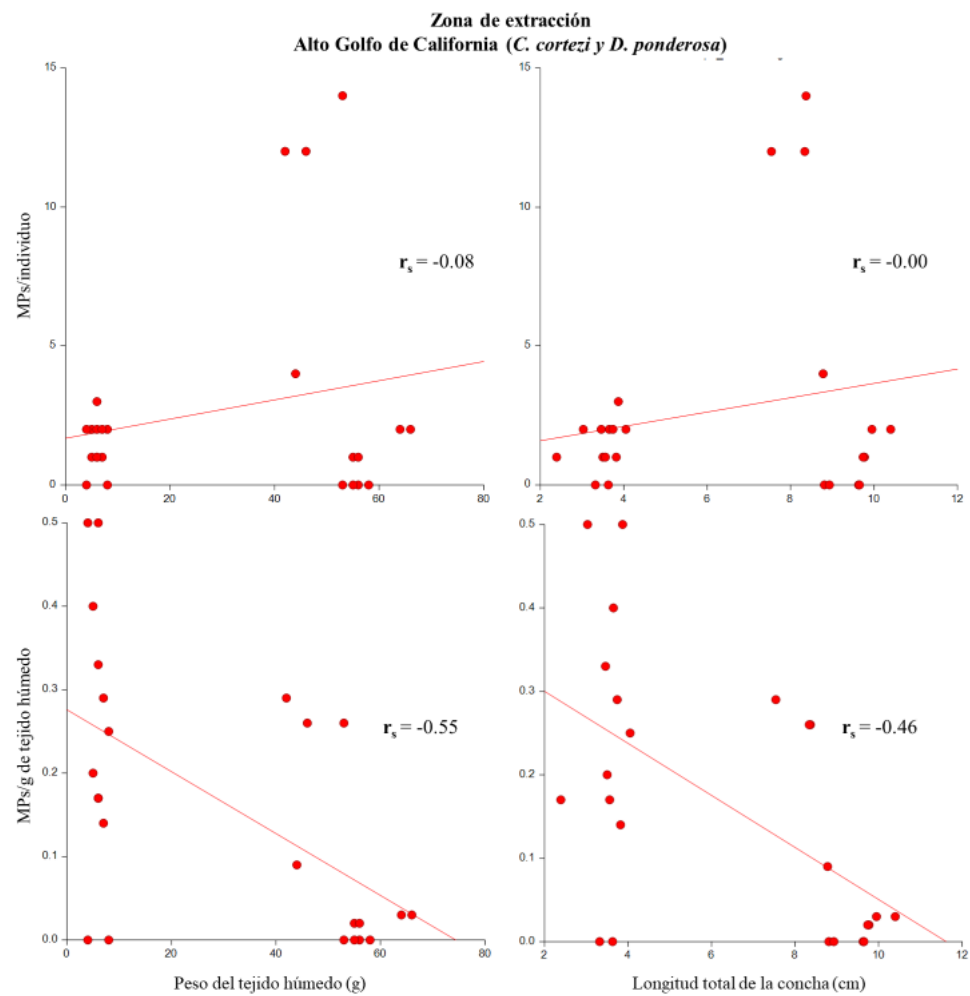 Zona de extracción
Alto Golfo de California (C. cortezi y D. ponderosa)
15
10
5
0
MPs/individuo
rs = -0.08
0 20 40 60 80
15
10
5
0
rs = -0.00
2 4 6 8 10 12
0.5
0.4
0.3
0.2
0.1
0.0
MPs/g de tejido húmedo
rs = -0.55
0 20 40 60 80
Peso del tejido húmedo (g)
0.5
0.4
0.3
0.2
0.1
0.0
rs = -0.46
2 4 6 8 10 12
Longitud total de la concha (cm)